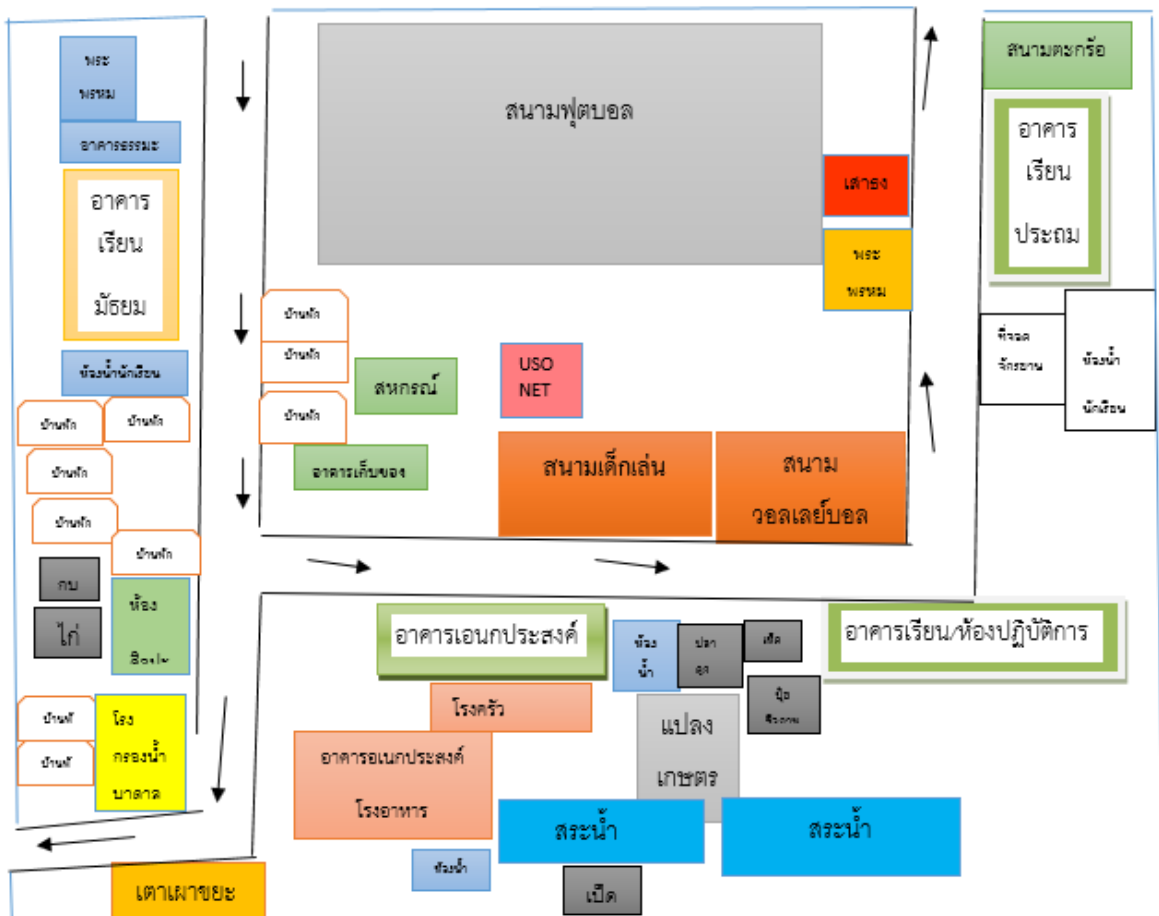 พระ
พรหม
อาคารธรรมะ
อาคาร
เรียน
มัธยม
ห้องน้ำนักเรียน
บ้านพัก
บ้านพัก
บ้านพัก
บ้านพัก
บ้านพัก
กบ
ไก่
ห้อง
บ้านพั
บ้านพั
โรง
กรองน้ำ
บาดาล
เตาเผาขยะ
สนามฟุตบอล
เสาธง
พระ
พรหม
บ้านพัก
บ้านพัก
บ้านพัก
สหกรณ์
อาคารเก็บของ
USO
NET
สนามเด็กเล่น
สนาม
วอลเลย์บอล
สนามตะกร้อ
อาคาร
เรียน
ประถม
ที่จอด
จักรยาน
ห้องน้ำ
นักเรียน
อาคารเอนกประสงค์
ห้อง
น้ำ
ปลา
ดุก
เห็ด
ปุ๋ย
ชีวภาพ
อาคารเรียน/ห้องปฏิบัติการ
โรงครัว
อาคารอเนกประสงค์
โรงอาหาร
แปลง
เกษตร
สระน้ำ
สระน้ำ
ห้องน้ำ
เป็ด